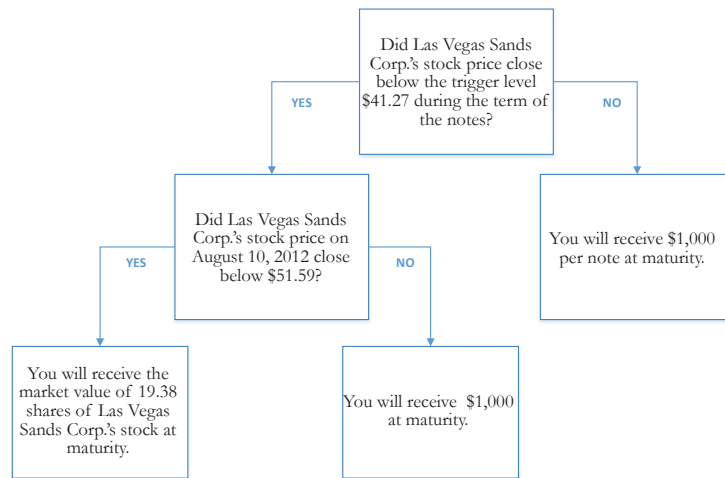 Did Las Vegas Sands
Corp.'s stock price close
below the trigger level
$41.27 during the term of
the notes?
YES
NO
Did Las Vegas Sands
Corp.'s stock price on
August 10, 2012 close
below $51.59?
You will receive $1,000
per note at maturity.
YES
NO
You will receive the
market value of 19.38
shares of Las Vegas
Sands Corp.'s stock at
maturity.
You will receive $1,000
at maturity.